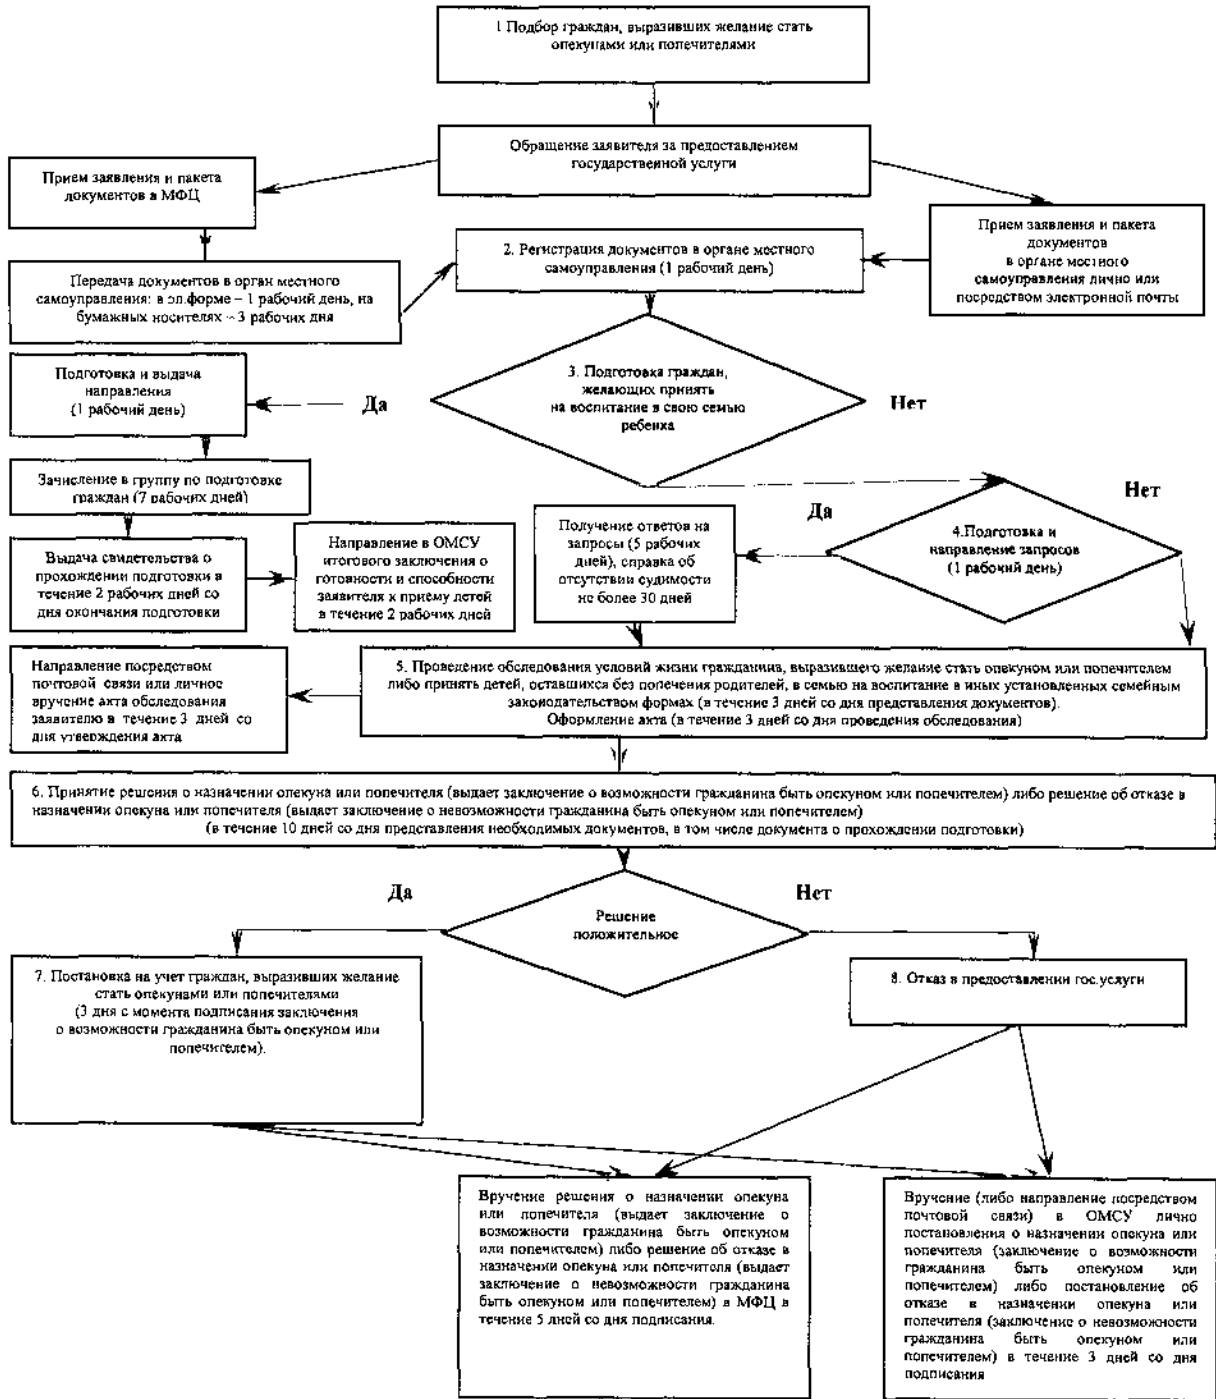 1 Подбор граждан, выразивших желание стать
опекунами или попечителями
Обращение заявителя за предоставлением
государственной услуги
Прием заявления и пакета
документов в МФЦ
Прием заявления и пакета
документов
в органе местного
самоуправления лично или
посредством электронной почты
2. Регистрация документов в органе местного
самоуправления (1 рабочий день)
Передача документов в орган местного
самоуправления: в эл.форме – 1 рабочий день, на
бумажных носителях – 3 рабочих дня
3. Подготовка граждан,
желающих принять
на воспитание в свою семью
ребенка
Да
Нет
Подготовка и выдача
направления
(1 рабочий день)
Зачисление в группу по подготовке
граждан (7 рабочих дней)
Выдача свидетельства о
прохождении подготовки в
течение 2 рабочих дней со
дня окончания подготовки
Направление в ОМСУ
итогового заключения о
готовности и способности
заявителя к приему детей
в течение 2 рабочих дней
Получение ответов на
запросы (5 рабочих
дней), справка об
отсутствии судимости
не более 30 дней
Да
Нет
4.Подготовка и
направление запросов
(1 рабочий день)
Направление посредством
почтовой связи или личное
вручение акта обследования
заявителю в течение 3 дней со
дня утверждения акта
5. Проведение обследования условий жизни гражданина, выразившего желание стать опекуном или попечителем
либо принять детей, оставшихся без попечения родителей, в семью на воспитание в иных установленных семейным
законодательством формах (в течение 3 дней со дня представления документов).
Оформление акта (в течение 3 дней со дня проведения обследования)
6. Принятие решения о назначении опекуна или попечителя (выдает заключение о возможности гражданина быть опекуном или попечителем) либо решение об отказе в
назначении опекуна или попечителя (выдает заключение о невозможности гражданина быть опекуном или попечителем)
(в течение 10 дней со дня представления необходимых документов, в том числе документа о прохождении подготовки)
Да
Нет
Решение
положительное
7. Постановка на учет граждан, выразивших желание
стать опекунами или попечителями
(3 дня с момента подписания заключения
о возможности гражданина быть опекуном или
попечителем).
8. Отказ в предоставлении гос.услуги
Вручение решения о назначении опекуна
или попечителя (выдает заключение о
возможности гражданина быть опекуном
или попечителем) либо решение об отказе в
назначении опекуна или попечителя (выдает
заключение о невозможности гражданина
быть опекуном или попечителем) в МФЦ в
течение 5 дней со дня подписания.
Вручение (либо направление посредством
почтовой связи) в ОМСУ лично
постановления о назначении опекуна или
попечителя (заключение о возможности
гражданина быть опекуном или
попечителем) либо постановление об
отказе в назначении опекуна или
попечителя (заключение о невозможности
гражданина быть опекуном или
попечителем) в течение 3 дней со дня
подписания